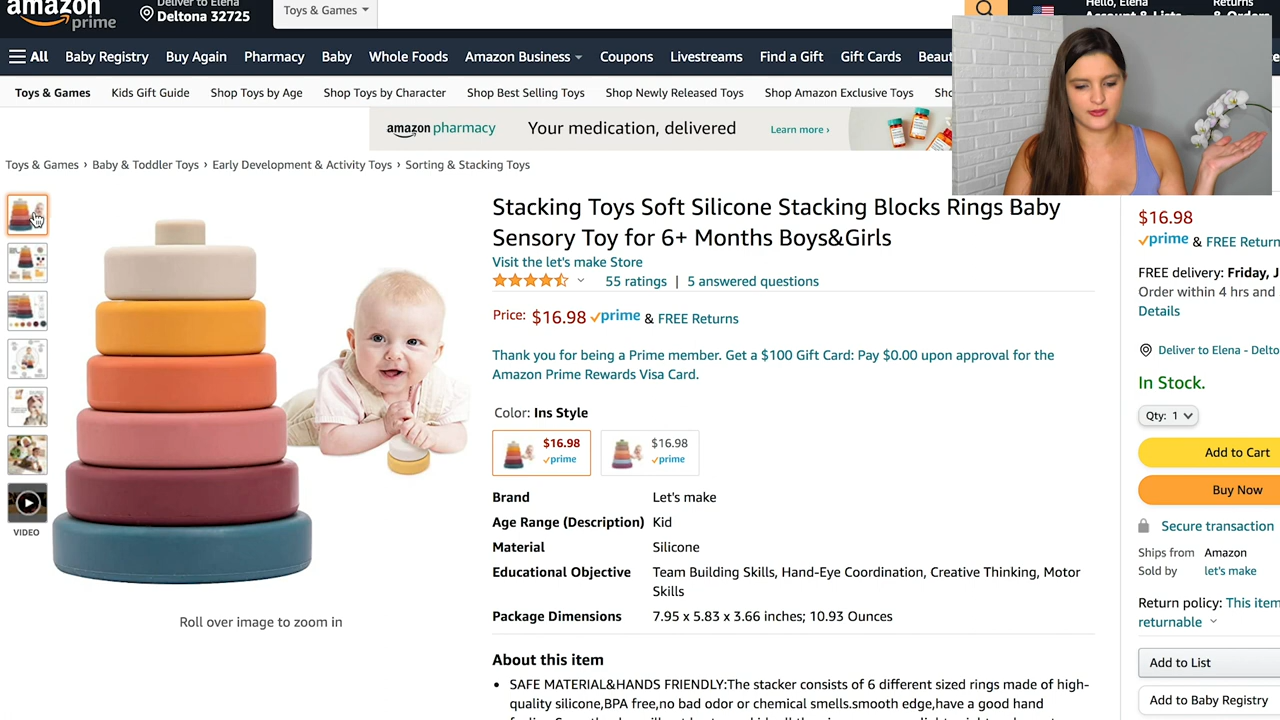 amazon
prime
Deliver to Elena
Deltona 32725
Toys & Games
Hello, Elena
Account & Lists
Returns
& Orders
All
Baby Registry
Buy Again
Pharmacy
Baby
Whole Foods
Amazon Business
Coupons
Livestreams
Find a Gift
Gift Cards
Beaut
Toys & Games
Kids Gift Guide
Shop Toys by Age
Shop Toys by Character
Shop Best Selling Toys
Shop Newly Released Toys
Shop Amazon Exclusive Toys
Sho
amazon pharmacy
Your medication, delivered
Learn more ›
Toys & Games › Baby & Toddler Toys › Early Development & Activity Toys › Sorting & Stacking Toys
VIDEO
Roll over image to zoom in
Stacking Toys Soft Silicone Stacking Blocks Rings Baby
Sensory Toy for 6+ Months Boys&Girls
Visit the let's make Store
55 ratings | 5 answered questions
Price: $16.98 prime & FREE Returns
Thank you for being a Prime member. Get a $100 Gift Card: Pay $0.00 upon approval for the
Amazon Prime Rewards Visa Card.
Color: Ins Style
$16.98
prime
$16.98
prime
Brand Let's make
Age Range (Description) Kid
Material Silicone
Educational Objective Team Building Skills, Hand-Eye Coordination, Creative Thinking, Motor
Skills
Package Dimensions 7.95 x 5.83 x 3.66 inches; 10.93 Ounces
About this item
• SAFE MATERIAL&HANDS FRIENDLY:The stacker consists of 6 different sized rings made of high-
quality silicone,BPA free,no bad odor or chemical smells.smooth edge,have a good hand
$16.98
prime & FREE Return
FREE delivery: Friday, J
Order within 4 hrs and
Details
Deliver to Elena - Delto
In Stock.
Qty: 1
Add to Cart
Buy Now
Secure transaction
Ships from Amazon
Sold by let's make
Return policy: This item
returnable
Add to List
Add to Baby Registry